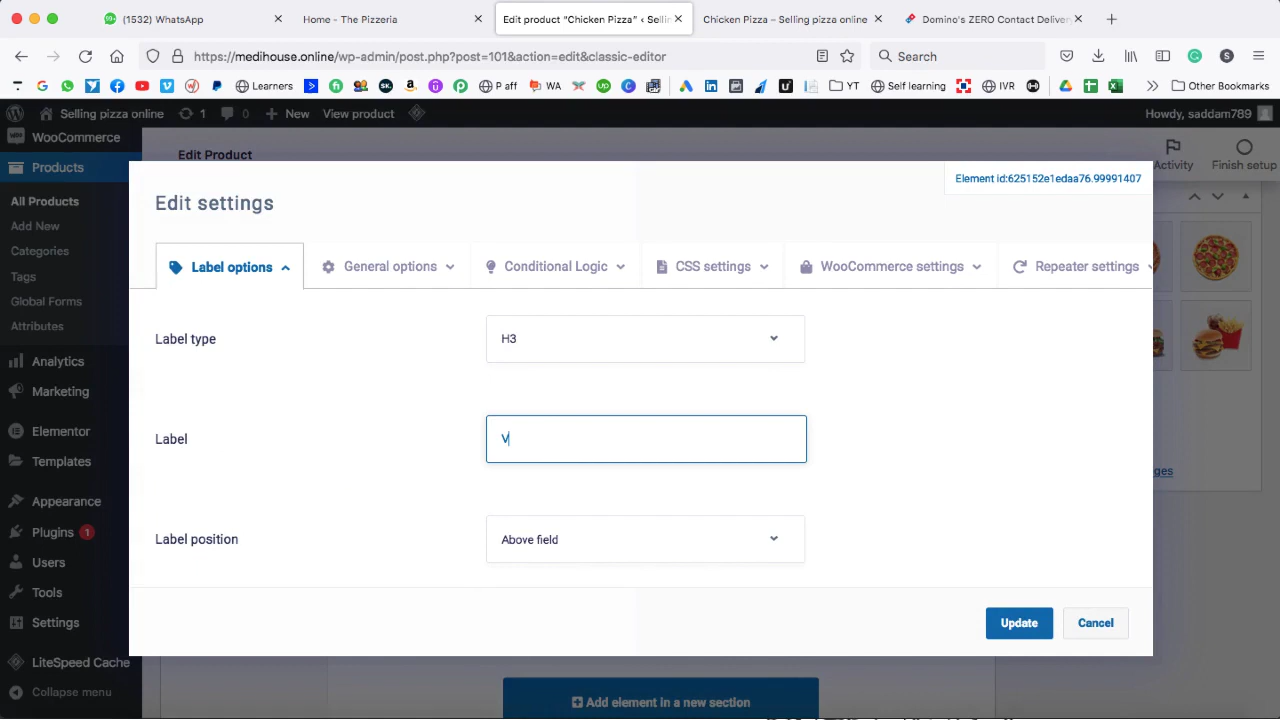 (1532) WhatsApp
Home - The Pizzeria
Edit product "Chicken Pizza" ‹ Selli
Chicken Pizza – Selling pizza online
Domino's ZERO Contact Deliver
https://medihouse.online/wp-admin/post.php?post=101&action=edit&classic-editor
Search
Learners
P aff
WA
YT
Self learning
IVR
Other Bookmarks
Selling pizza online
1
0
New
View product
Howdy, saddam789
WooCommerce
Products
All Products
Add New
Categories
Tags
Global Forms
Attributes
Analytics
Marketing
Elementor
Templates
Appearance
Plugins 1
Users
Tools
Settings
LiteSpeed Cache
Collapse menu
Edit Product
Activity
Finish setup
Element id:625152e1edaa76.99991407
Edit settings
Label options
General options
Conditional Logic
CSS settings
WooCommerce settings
Repeater settings
Label type
H3
Label
V
Label position
Above field
ges
Update
Cancel
Add element in a new section